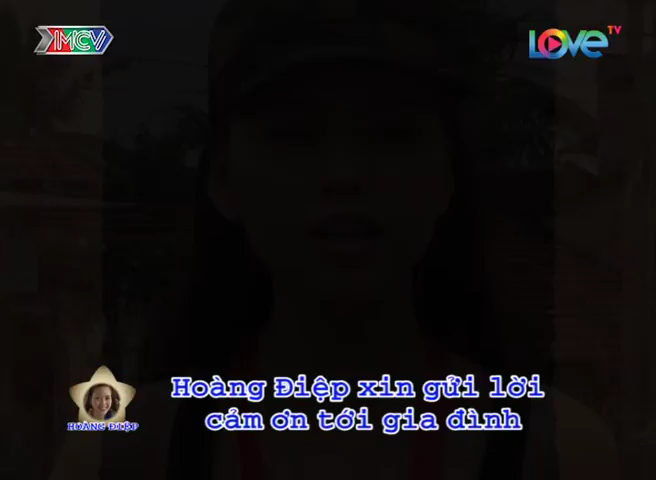 MCV
LOVE TV
Hoàng Điệp xin gửi lời
cảm ơn tới gia đình
HOÀNG ĐIỆP